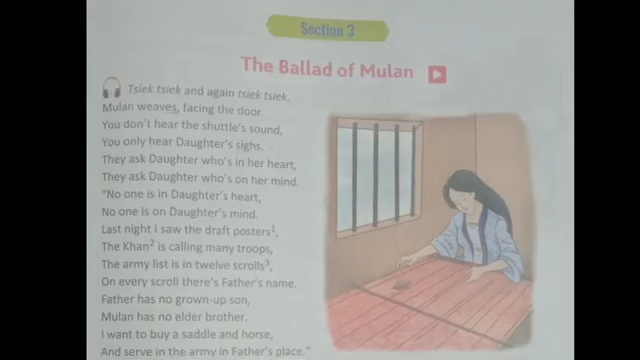 Section 3
The Ballad of Mulan
Tsiek tsiek and again tsiek tsiek,
Mulan weaves, facing the door.
You don't hear the shuttle's sound,
You only hear Daughter's sighs.
They ask Daughter who's in her heart,
They ask Daughter who's on her mind.
"No one is in Daughter's heart,
No one is on Daughter's mind.
Last night I saw the draft posters¹,
The Khan² is calling many troops,
The army list is in twelve scrolls³,
On every scroll there's Father's name.
Father has no grown-up son,
Mulan has no elder brother.
I want to buy a saddle and horse,
And serve in the army in Father's place."